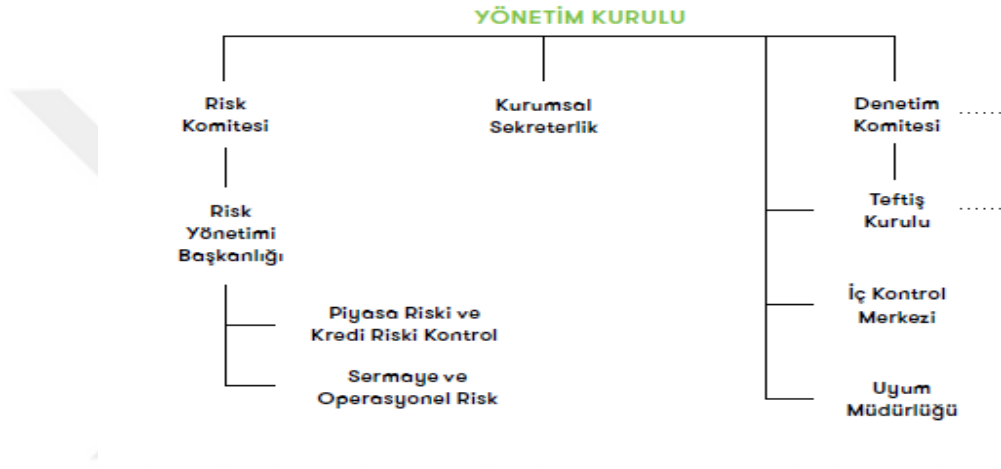 YÖNETİM KURULU
Risk
Komitesi
Kurumsal
Sekreterlik
Denetim
Komitesi
Risk
Yönetimi
Başkanlığı
Teftiş
Kurulu
Piyasa Riski ve
Kredi Riski Kontrol
İç Kontrol
Merkezi
Sermaye ve
Operasyonel Risk
Uyum
Müdürlüğü